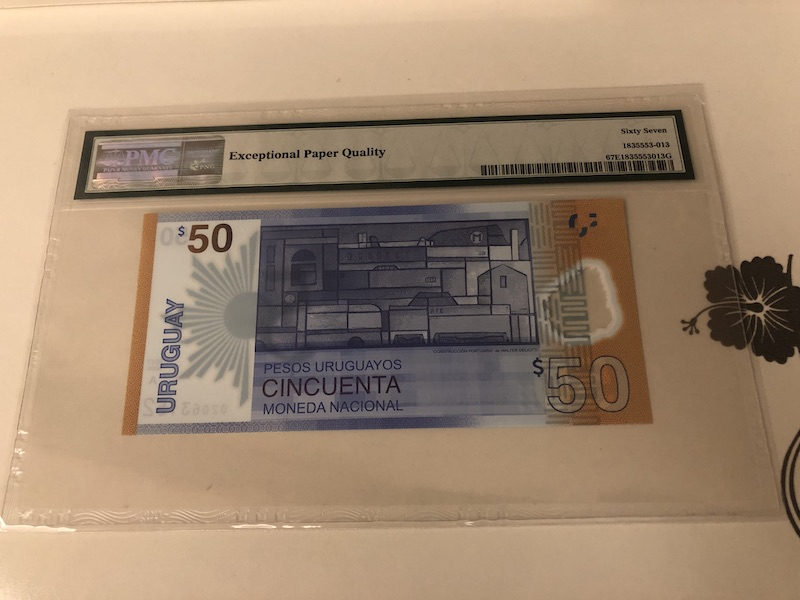 PMG
Exceptional Paper Quality
Sixty Seven
1835553-013
67E1835553013G
$50
URUGUAY
PESOS URUGUAYOS
CINCUENTA
MONEDA NACIONAL
$50